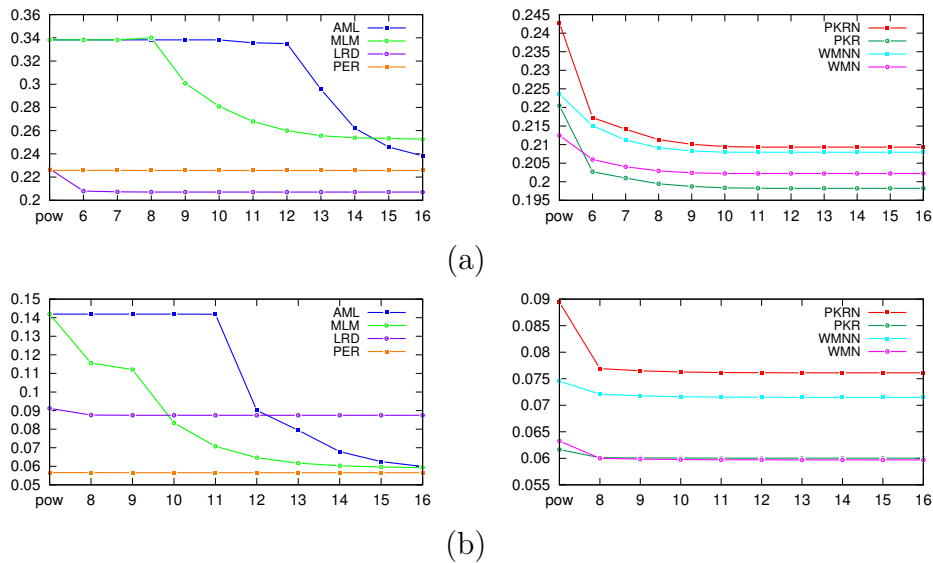 0.36
0.34
0.32
0.3
0.28
0.26
0.24
0.22
0.2
pow 6 7 8 9 10 11 12 13 14 15 16
AML
MLM
LRD
PER
0.245
0.24
0.235
0.23
0.225
0.22
0.215
0.21
0.205
0.2
0.195
pow 6 7 8 9 10 11 12 13 14 15 16
PKRN
PKR
WMNN
WMN
(a)
0.15
0.14
0.13
0.12
0.11
0.1
0.09
0.08
0.07
0.06
0.05
pow 8 9 10 11 12 13 14 15 16
AML
MLM
LRD
PER
0.09
0.085
0.08
0.075
0.07
0.065
0.06
0.055
pow 8 9 10 11 12 13 14 15 16
PKRN
PKR
WMNN
WMN
(b)